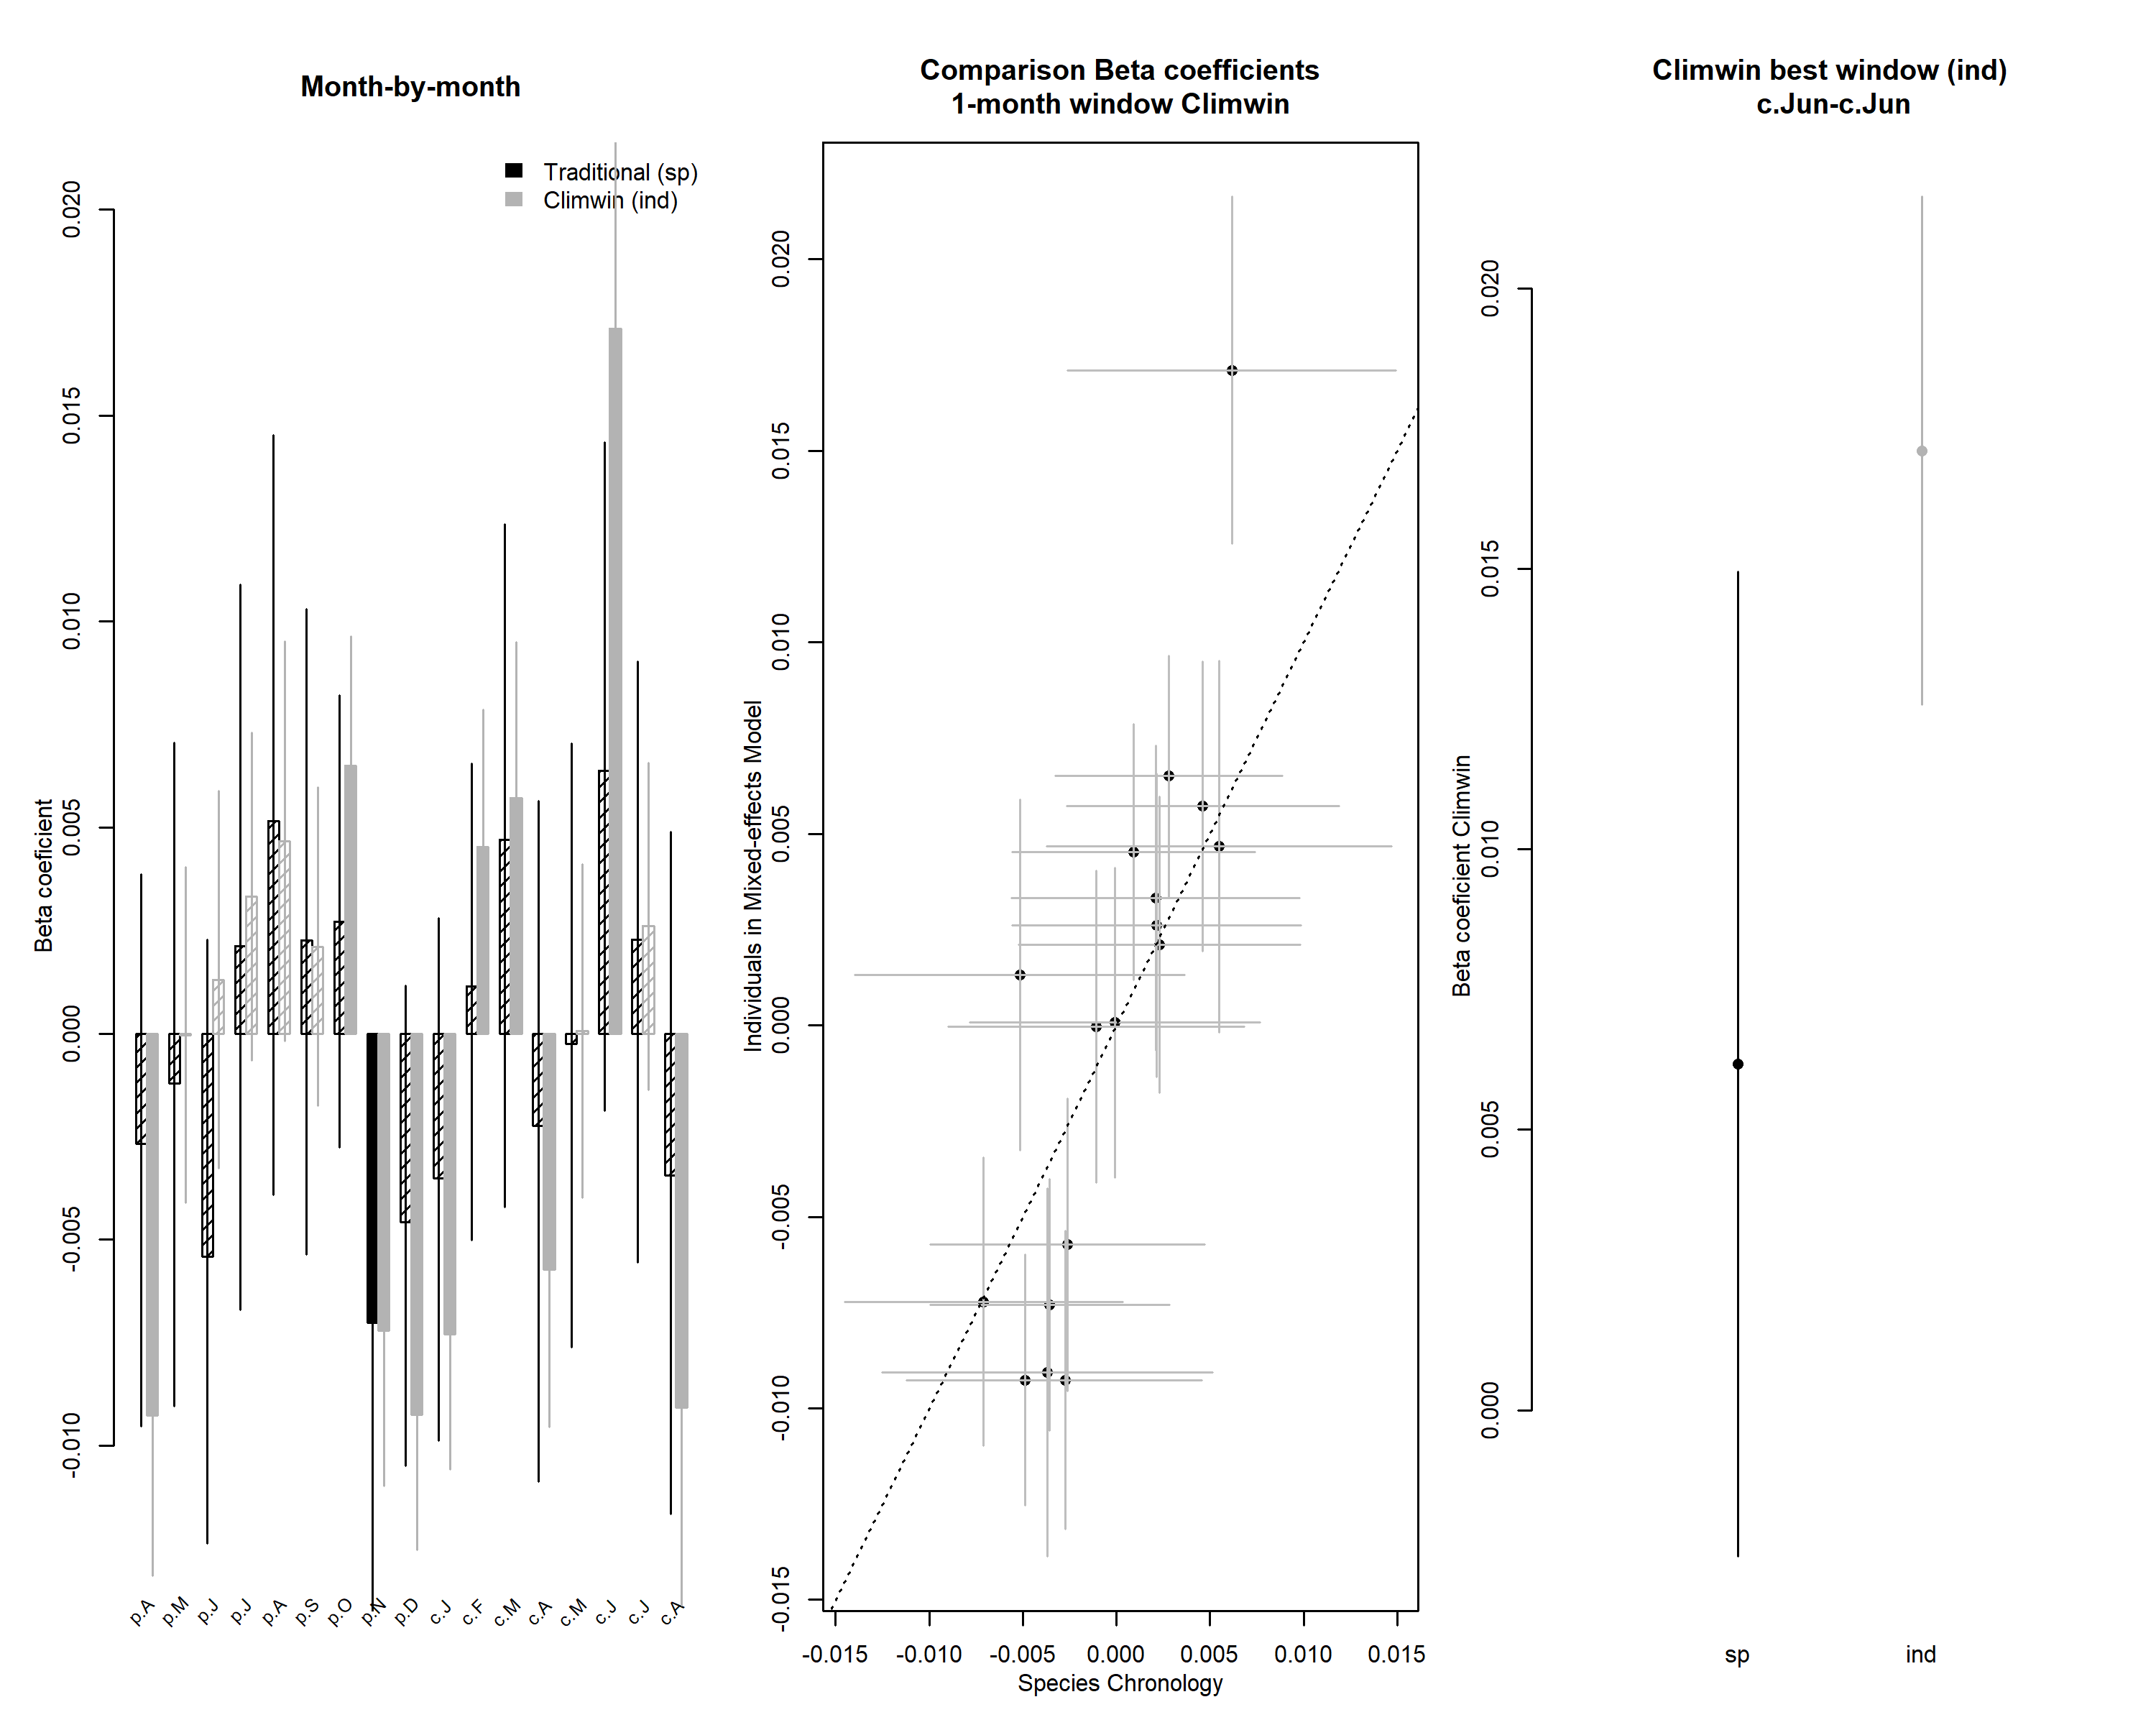 Month-by-month
Traditional (sp)
Climwin (ind)
Beta coeficient
0.020
0.015
0.010
0.005
0.000
-0.005
-0.010
p.A
p.M
p.J
p.J
p.A
p.S
p.O
p.N
p.D
c.J
c.F
c.M
c.A
c.M
c.J
c.J
c.A
Comparison Beta coefficients
1-month window Climwin
Individuals in Mixed-effects Model
0.020
0.015
0.010
0.005
0.000
-0.005
-0.010
-0.015
-0.015
-0.010
-0.005
0.000
0.005
0.010
0.015
Species Chronology
Climwin best window (ind)
c.Jun-c.Jun
Beta coeficient Climwin
0.020
0.015
0.010
0.005
0.000
sp
ind